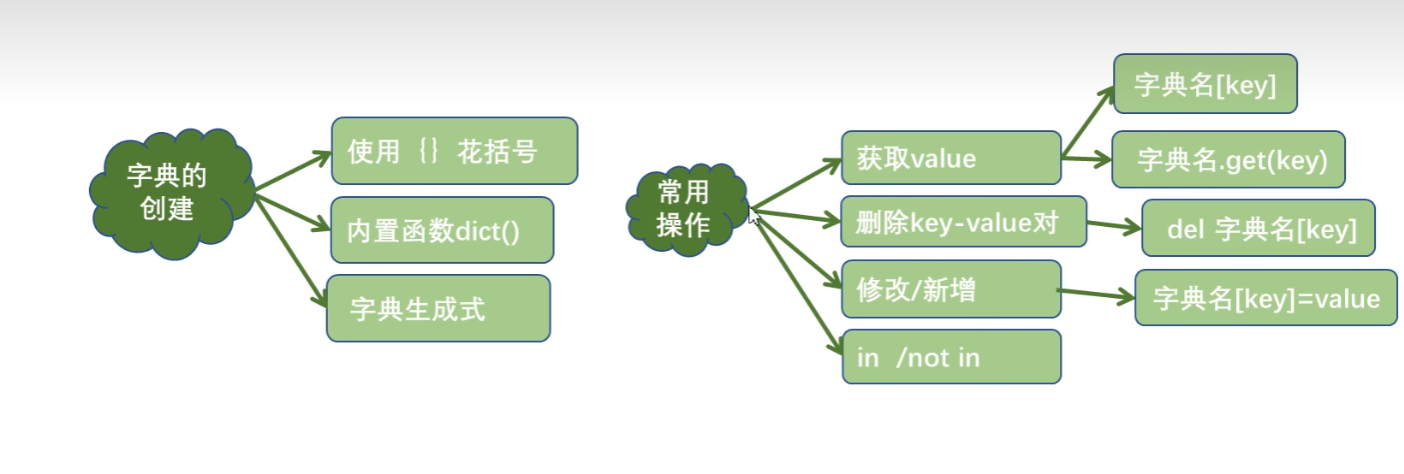 字典的
创建
使用 {} 花括号
内置函数dict()
字典生成式
常用
操作
获取value
字典名[key]
字典名.get(key)
删除key-value对
del 字典名[key]
修改/新增
字典名[key]=value
in /not in